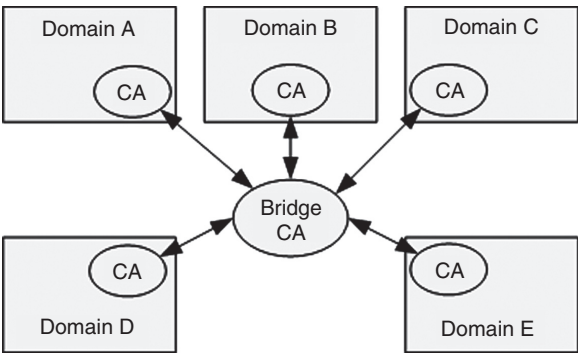 Domain A
CA
Domain B
CA
Domain C
CA
Bridge
CA
CA
Domain D
CA
Domain E